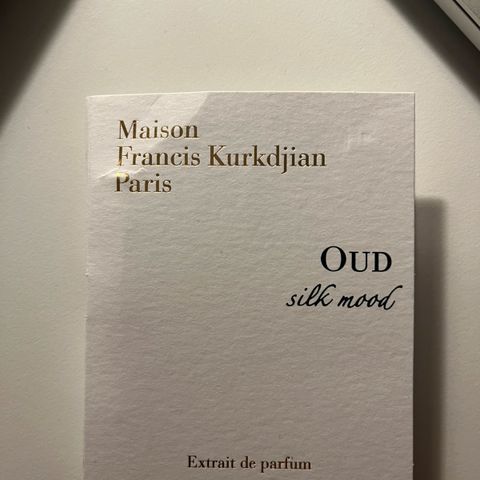 Maison
Francis Kurkdjian
Paris
OUD
silk mood
Extrait de parfum